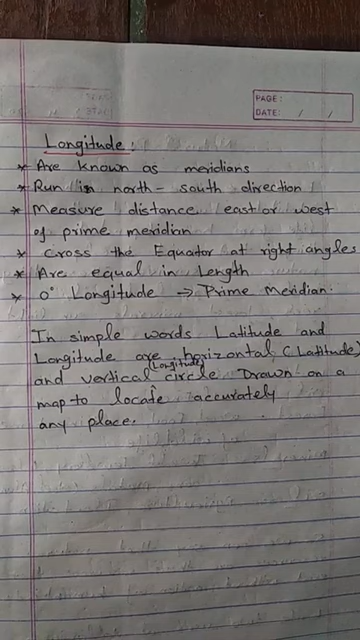 PAGE:
DATE: / /
Longitude:
* Are known as meridians
* Run in north - south direction
* Measure distance east or west
of prime meridian
* Cross the Equator at right angles
* Are equal in Length
* 0° Longitude → Prime Meridian.
In simple words Latitude and
Longitude are horizontal (Latitude)
and vertical (Longitude) circle Drawn on a
map to locate accurately
any place.